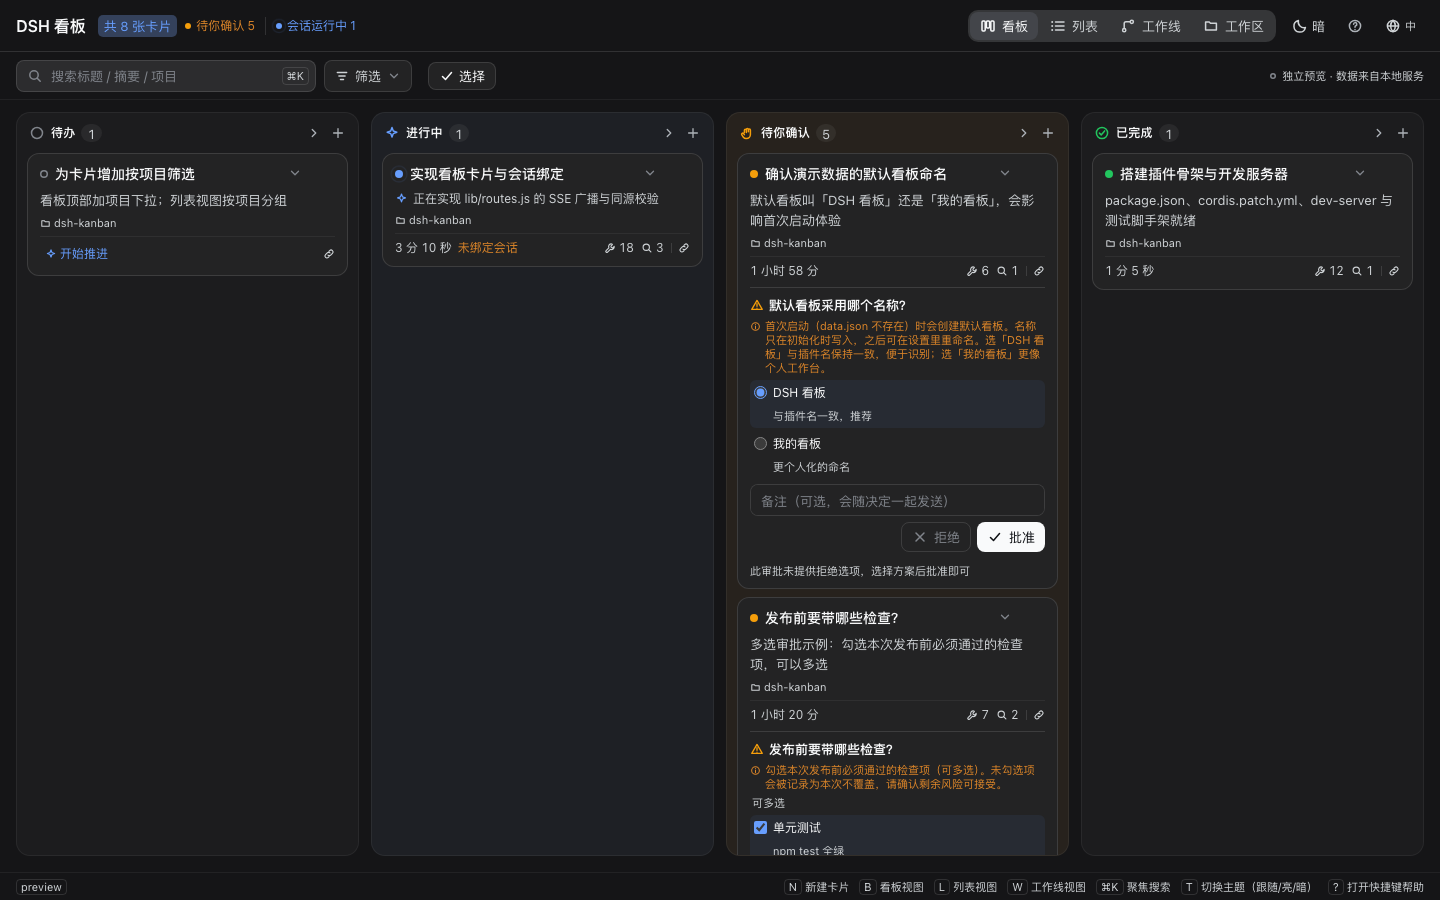 DSH 看板
共 8 张卡片
待你确认 5
会话运行中 1
看板
列表
工作线
工作区
暗
中
搜索标题 / 摘要 / 项目
⌘K
筛选
选择
独立预览 · 数据来自本地服务
待办 1
为卡片增加按项目筛选
看板顶部加项目下拉；列表视图按项目分组
dsh-kanban
开始推进
进行中 1
实现看板卡片与会话绑定
正在实现 lib/routes.js 的 SSE 广播与同源校验
dsh-kanban
3 分 10 秒 未绑定会话 18 3
待你确认 5
确认演示数据的默认看板命名
默认看板叫「DSH 看板」还是「我的看板」，会影
响首次启动体验
dsh-kanban
1 小时 58 分 6 1
默认看板采用哪个名称？
首次启动（data.json 不存在）时会创建默认看板。名称
只在初始化时写入，之后可在设置里重命名。选「DSH 看
板」与插件名保持一致，便于识别；选「我的看板」更像
个人工作台。
DSH 看板
与插件名一致，推荐
我的看板
更个人化的命名
备注（可选，会随决定一起发送）
拒绝
批准
此审批未提供拒绝选项，选择方案后批准即可
发布前要带哪些检查？
多选审批示例：勾选本次发布前必须通过的检查
项，可以多选
dsh-kanban
1 小时 20 分 7 2
发布前要带哪些检查？
勾选本次发布前必须通过的检查项（可多选）。未勾选项
会被记录为本次不覆盖，请确认剩余风险可接受。
可多选
单元测试
npm test 全绿
已完成 1
搭建插件骨架与开发服务器
package.json、cordis.patch.yml、dev-server 与
测试脚手架就绪
dsh-kanban
1 分 5 秒 12 1
preview
N 新建卡片
B 看板视图
L 列表视图
W 工作线视图
⌘K 聚焦搜索
T 切换主题（跟随/亮/暗）
? 打开快捷键帮助